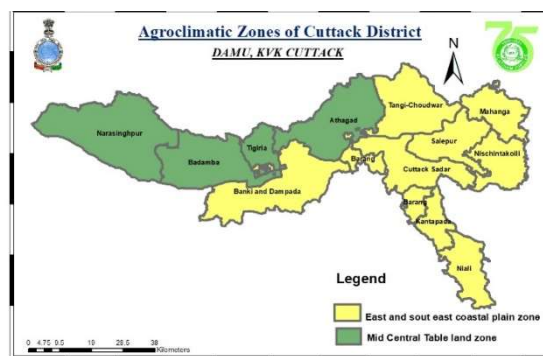 Agroclimatic Zones of Cuttack District
DAMU, KVK CUTTACK
N
75
Tangi-Choudwar
Mahanga
Narasinghpur
Athagad
Salepur
Tigiria
Nischintakoili
Badamba
Barang
Cuttack Sadar
Banki and Dampada
Barang
Kantapada
Niali
Legend
East and sout east coastal plain zone
Mid Central Table land zone
0 4.75 9.5 19 28.5 38
Kilometers